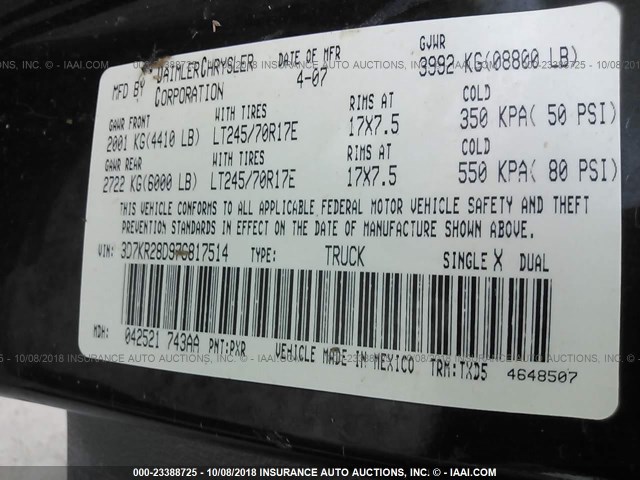 MFD BY DAIMLERCHRYSLER CORPORATION DATE OF MFR 4-07 GVWR 3992 KG(08800 LB)
GAWR FRONT WITH TIRES RIMS AT COLD
2001 KG(4410 LB) LT245/70R17E 17X7.5 350 KPA( 50 PSI)
GAWR REAR WITH TIRES RIMS AT COLD
2722 KG(6000 LB) LT245/70R17E 17X7.5 550 KPA( 80 PSI)
THIS VEHICLE CONFORMS TO ALL APPLICABLE FEDERAL MOTOR VEHICLE SAFETY AND THEFT
PREVENTION STANDARDS IN EFFECT ON THE DATE OF MANUFACTURE SHOWN ABOVE.
VIN: 3D7KR28D97G817514 TYPE: TRUCK SINGLE X DUAL
MDH: 042521 743AA PNT:PXR VEHICLE MADE IN MEXICO TRM:TXD5 4648507
000-23388725 - 10/08/2018 INSURANCE AUTO AUCTIONS, INC. - © - IAAI.COM